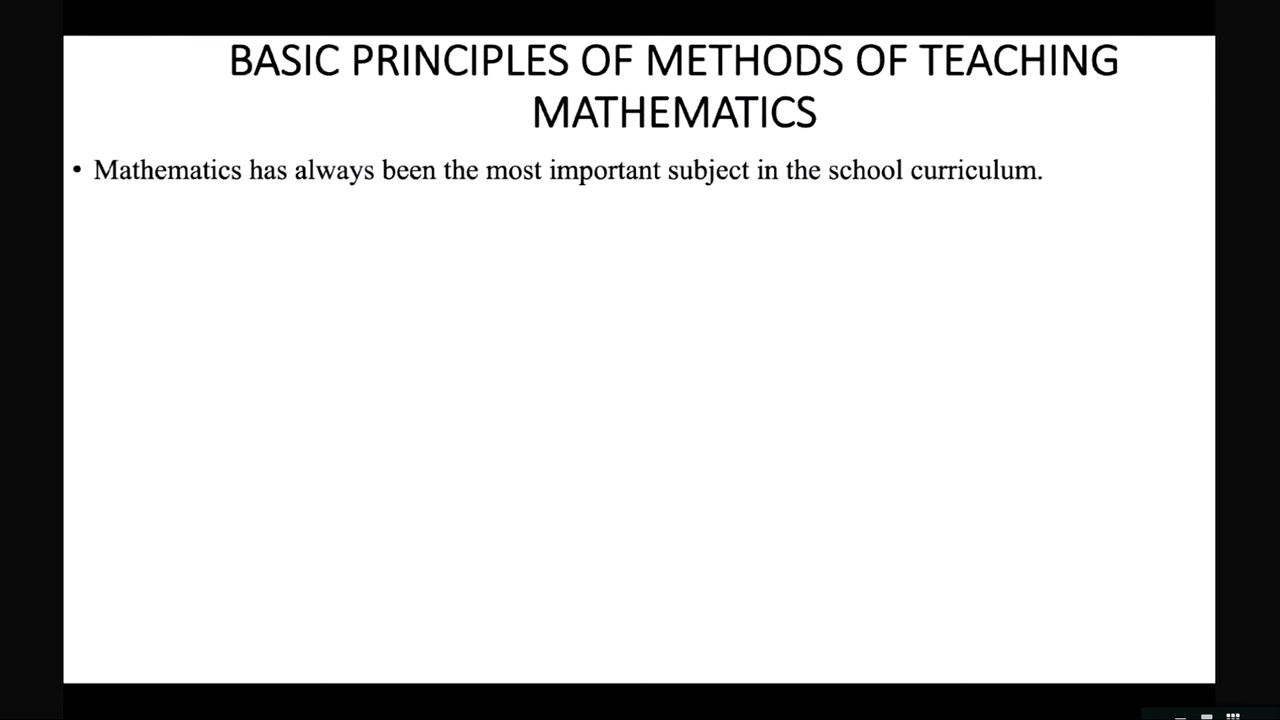 BASIC PRINCIPLES OF METHODS OF TEACHING
MATHEMATICS
• Mathematics has always been the most important subject in the school curriculum.